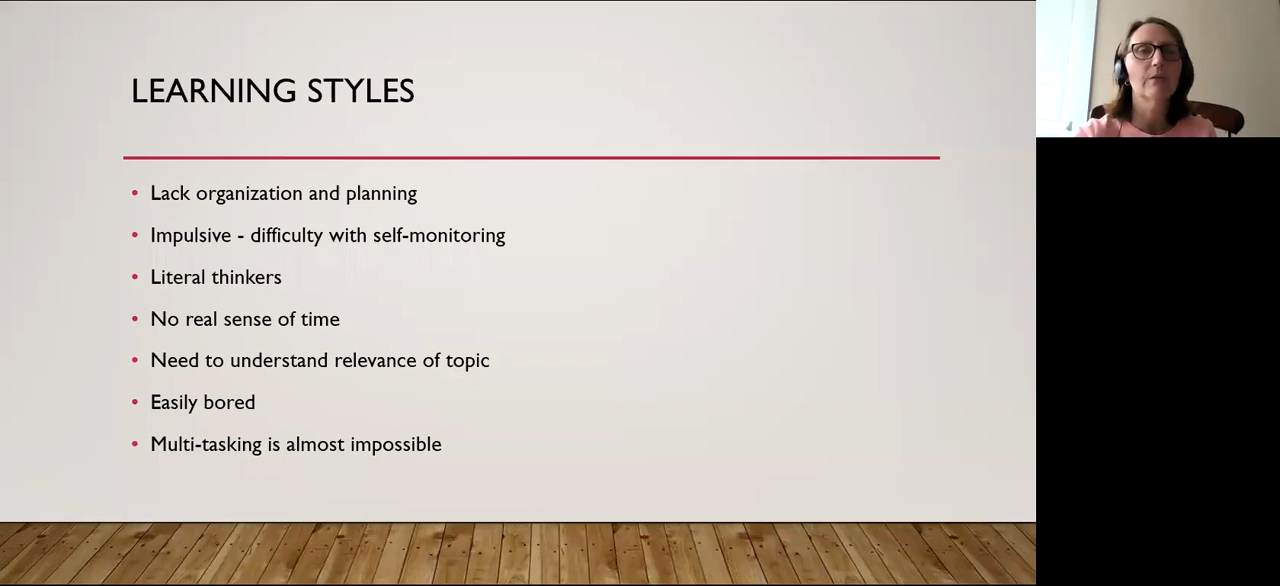 LEARNING STYLES
• Lack organization and planning
• Impulsive - difficulty with self-monitoring
• Literal thinkers
• No real sense of time
• Need to understand relevance of topic
• Easily bored
• Multi-tasking is almost impossible